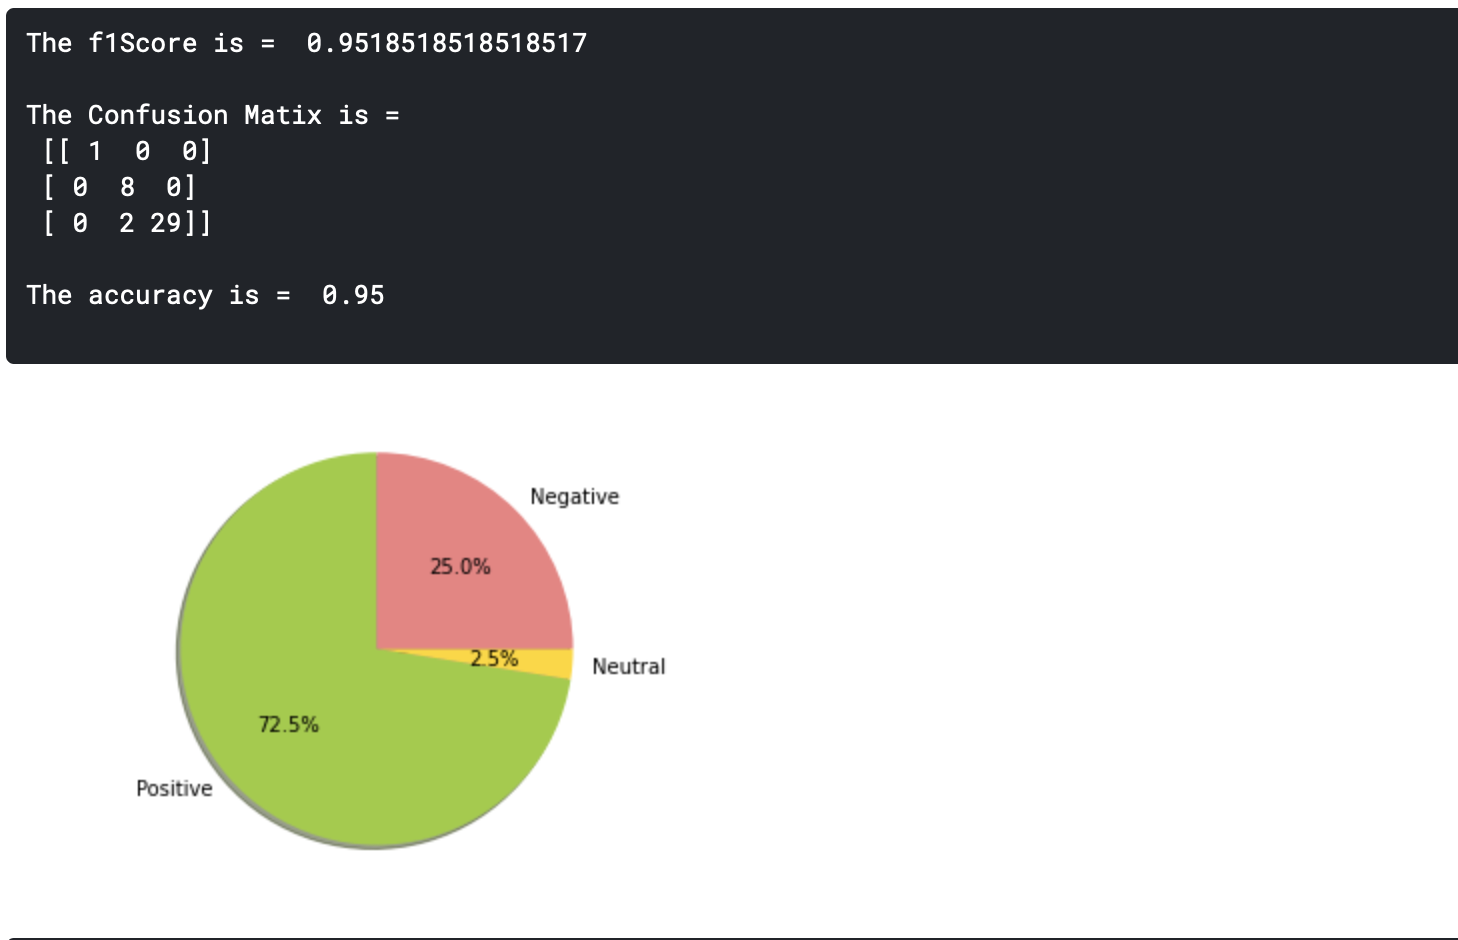 The f1Score is =  0.9518518518518517
The Confusion Matix is =
[[ 1  0  0]
[ 0  8  0]
[ 0  2 29]]
The accuracy is =  0.95
Negative
25.0%
2.5%
Neutral
72.5%
Positive